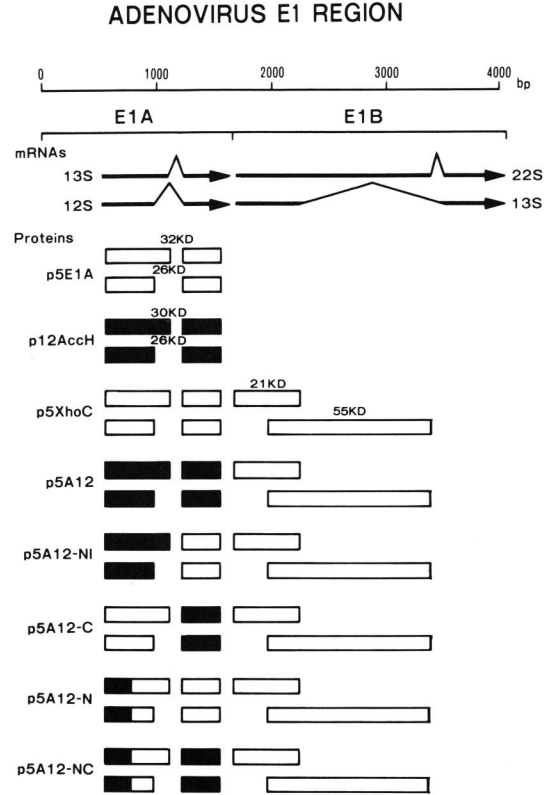 ADENOVIRUS E1 REGION
0 1000 2000 3000 4000 bp
E1A E1B
mRNAs
13S 22S
12S 13S
Proteins
32KD
p5E1A
26KD
30KD
p12AccH
26KD
21KD
p5XhoC
55KD
p5A12
p5A12-NI
p5A12-C
p5A12-N
p5A12-NC